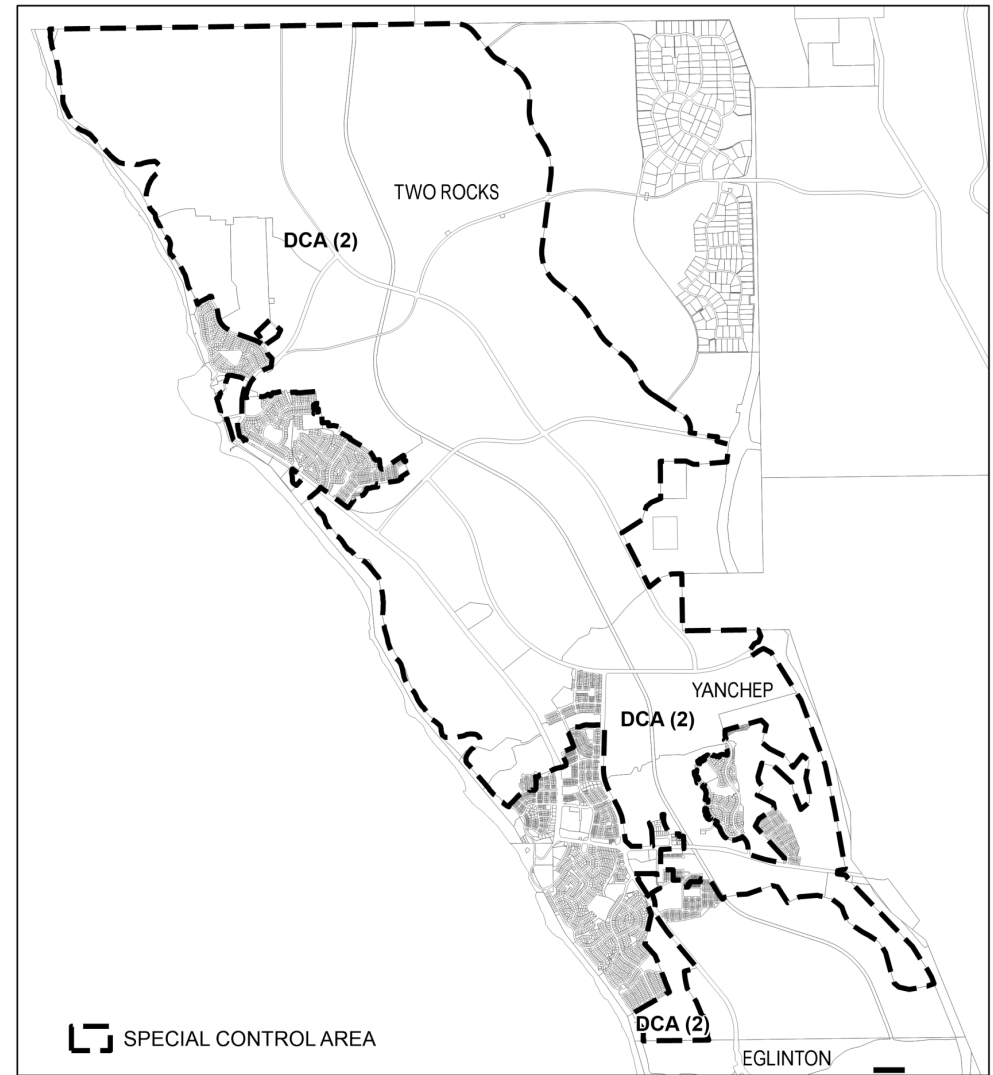 TWO ROCKS
DCA (2)
YANCHEP
DCA (2)
DCA (2)
SPECIAL CONTROL AREA
EGLINTON